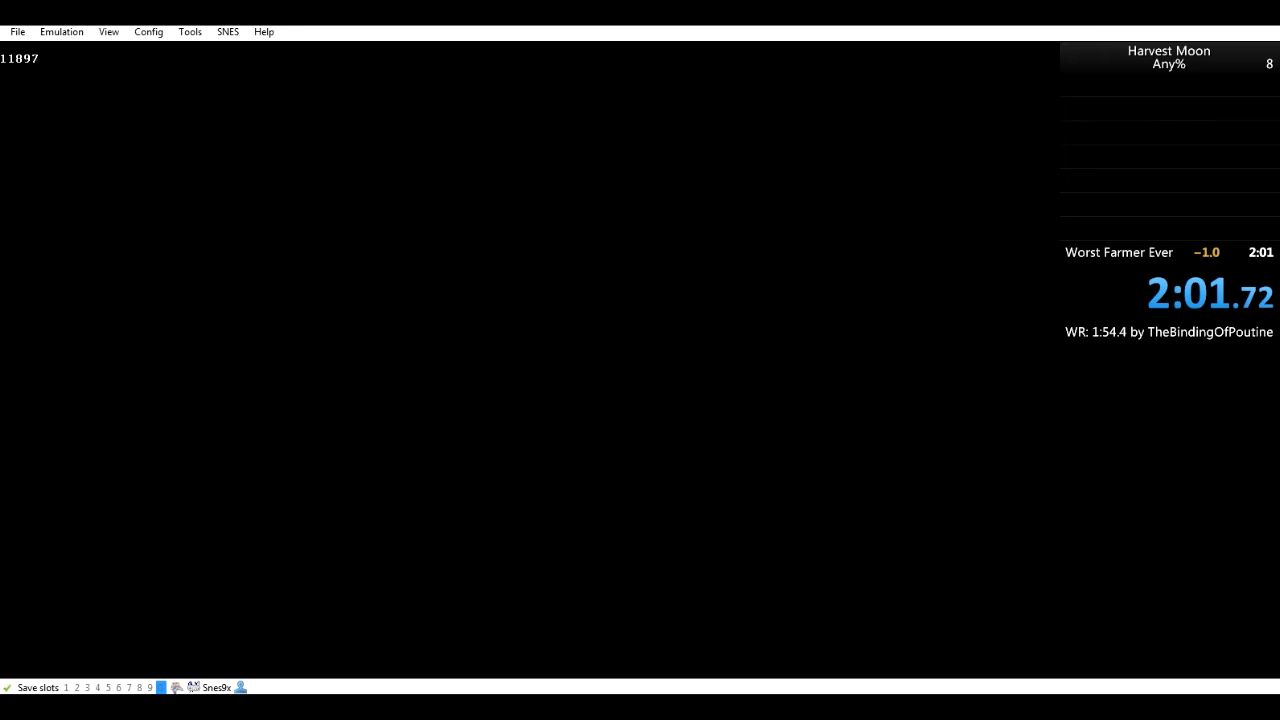 File Emulation View Config Tools SNES Help
11897
Harvest Moon
Any% 8
Worst Farmer Ever −1.0 2:01
2:01.72
WR: 1:54.4 by TheBindingOfPoutine
Save slots 1 2 3 4 5 6 7 8 9 Snes9x